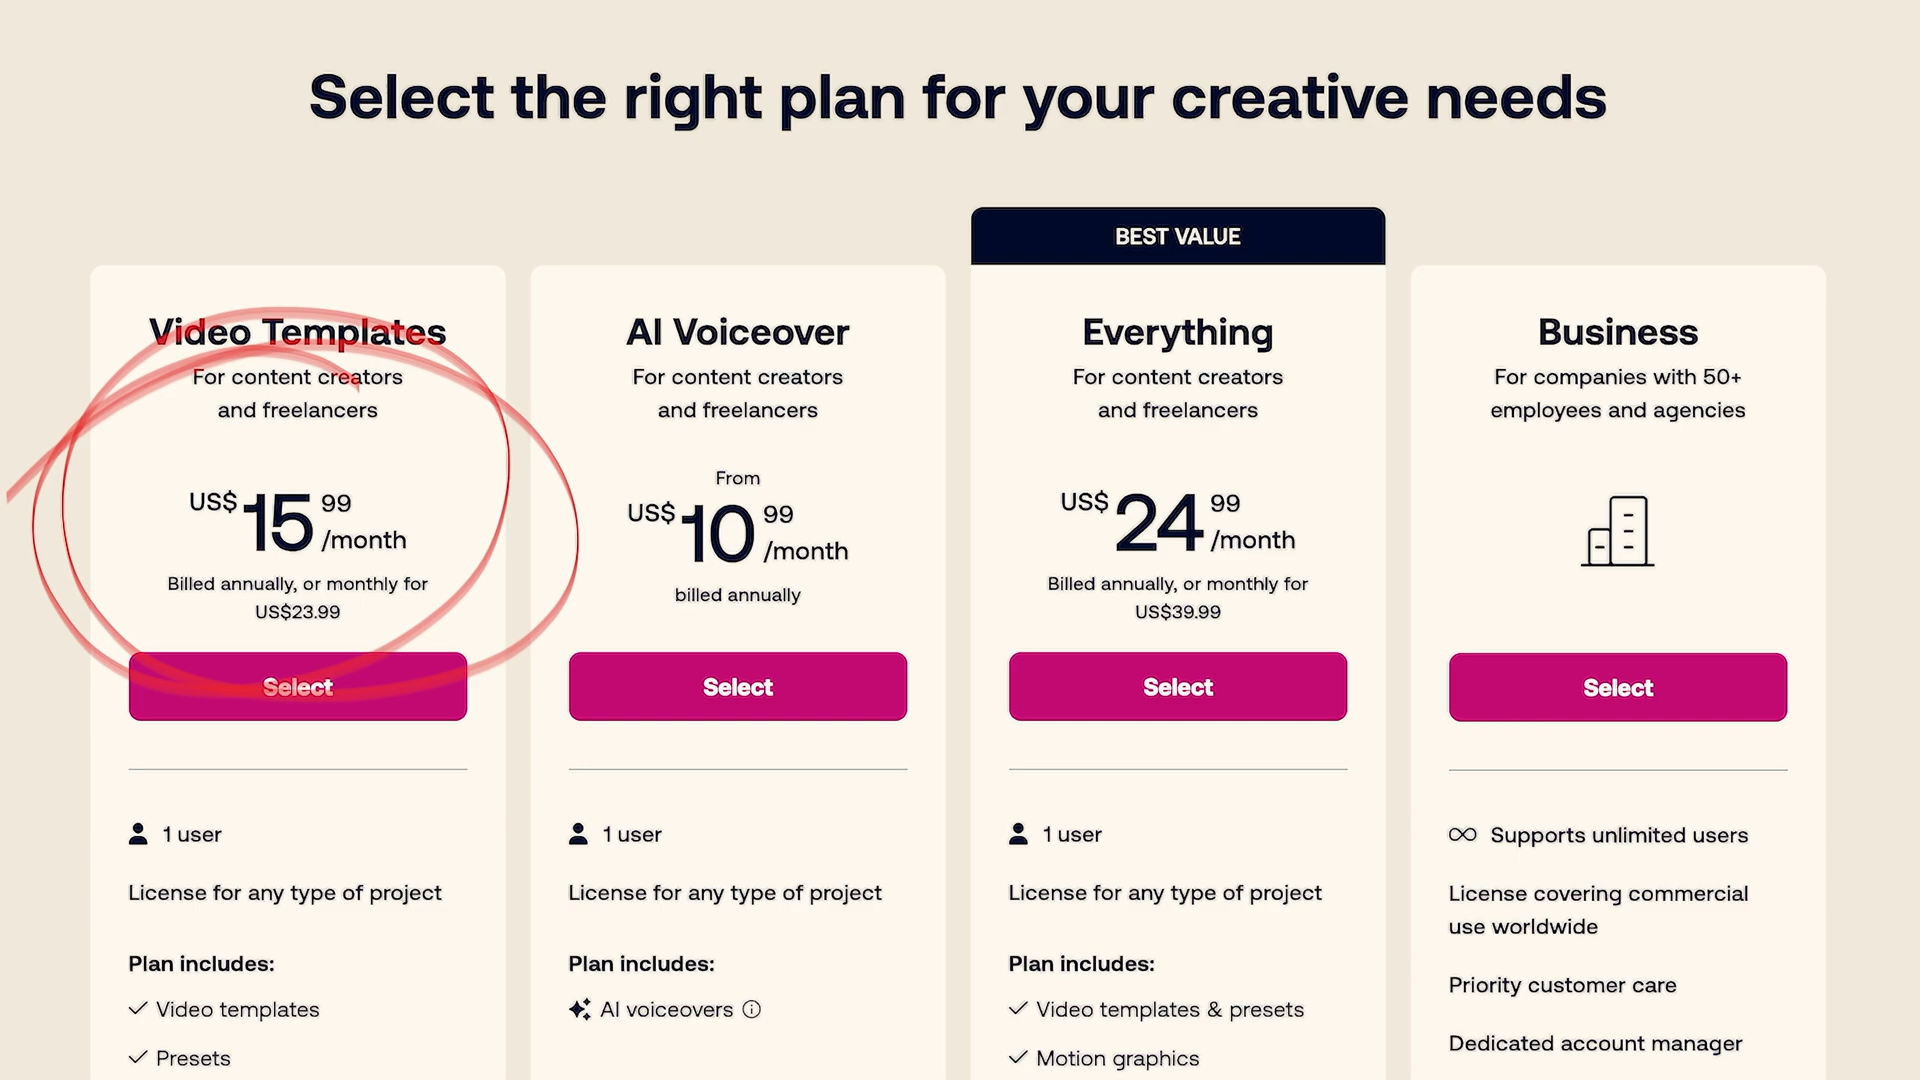 Select the right plan for your creative needs
Video Templates
For content creators
and freelancers
US$15 99
/month
Billed annually, or monthly for
US$23.99
Select
1 user
License for any type of project
Plan includes:
Video templates
Presets
AI Voiceover
For content creators
and freelancers
From
US$10 99
/month
billed annually
Select
1 user
License for any type of project
Plan includes:
AI voiceovers
BEST VALUE
Everything
For content creators
and freelancers
US$24 99
/month
Billed annually, or monthly for
US$39.99
Select
1 user
License for any type of project
Plan includes:
Video templates & presets
Motion graphics
Business
For companies with 50+
employees and agencies
Select
Supports unlimited users
License covering commercial
use worldwide
Priority customer care
Dedicated account manager